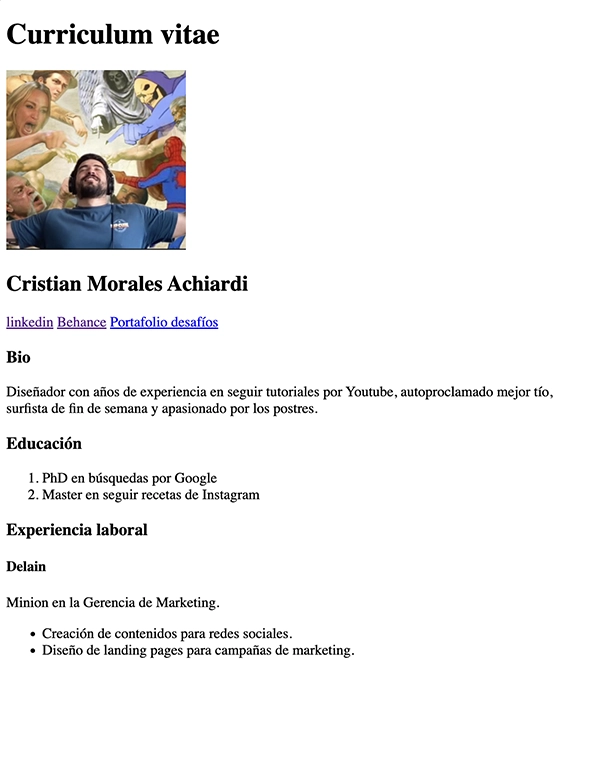 Curriculum vitae
Cristian Morales Achiardi
linkedin Behance Portafolio desafíos
Bio
Diseñador con años de experiencia en seguir tutoriales por Youtube, autoproclamado mejor tío,
surfista de fin de semana y apasionado por los postres.
Educación
1. PhD en búsquedas por Google
2. Master en seguir recetas de Instagram
Experiencia laboral
Delain
Minion en la Gerencia de Marketing.
• Creación de contenidos para redes sociales.
• Diseño de landing pages para campañas de marketing.